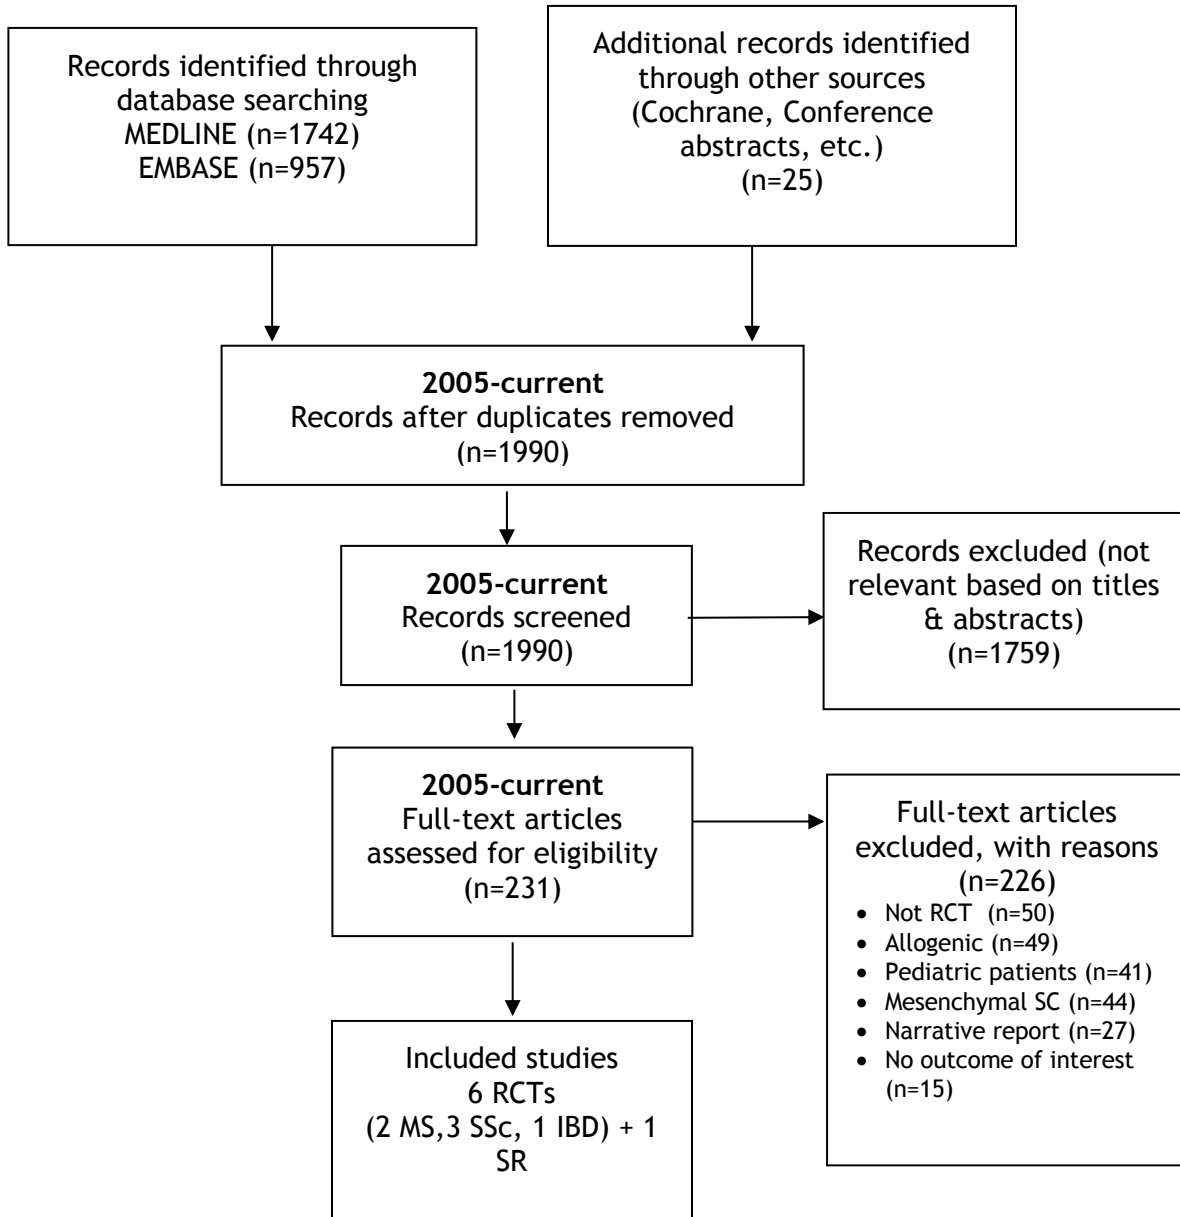 Records identified through
database searching
MEDLINE (n=1742)
EMBASE (n=957)
Additional records identified
through other sources
(Cochrane, Conference
abstracts, etc.)
(n=25)
2005-current
Records after duplicates removed
(n=1990)
2005-current
Records screened
(n=1990)
Records excluded (not
relevant based on titles
& abstracts)
(n=1759)
2005-current
Full-text articles
assessed for eligibility
(n=231)
Full-text articles
excluded, with reasons
(n=226)
• Not RCT (n=50)
• Allogenic (n=49)
• Pediatric patients (n=41)
• Mesenchymal SC (n=44)
• Narrative report (n=27)
• No outcome of interest
(n=15)
Included studies
6 RCTs
(2 MS,3 SSc, 1 IBD) + 1
SR